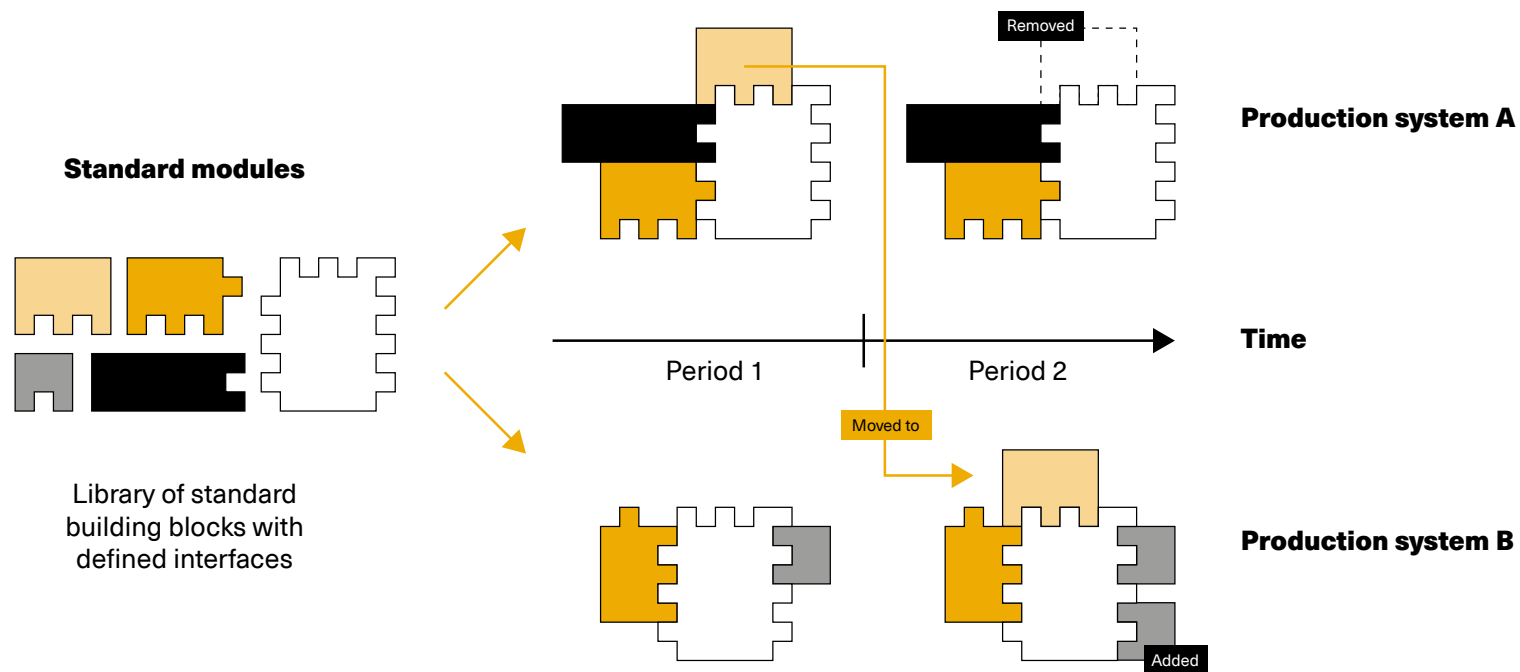 Removed
Production system A
Standard modules
Time
Period 1
Period 2
Moved to
Library of standard
building blocks with
defined interfaces
Production system B
Added